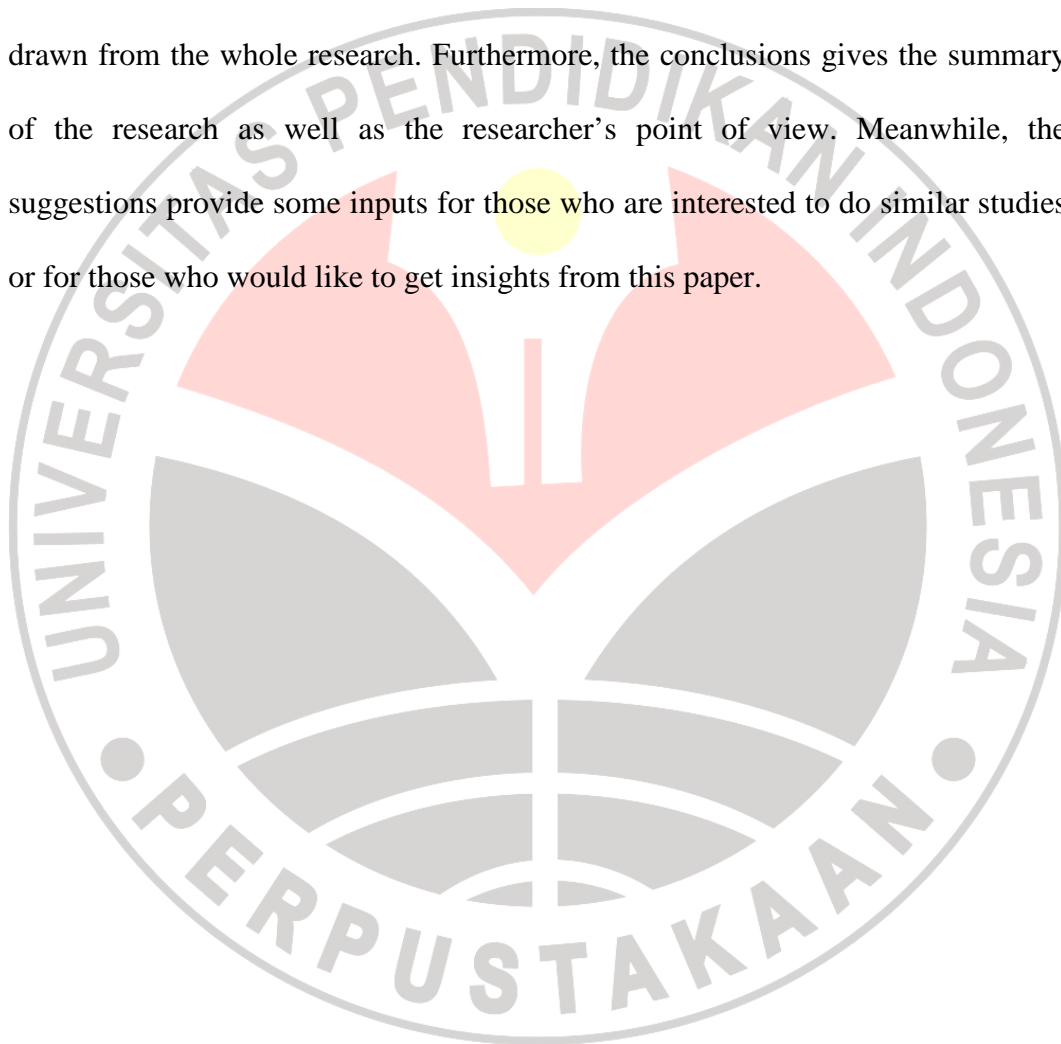 drawn from the whole research. Furthermore, the conclusions gives the summary
of the research as well as the researcher’s point of view. Meanwhile, the
suggestions provide some inputs for those who are interested to do similar studies
or for those who would like to get insights from this paper.
UNIVERSITAS PENDIDIKAN INDONESIA
PERPUSTAKAAN